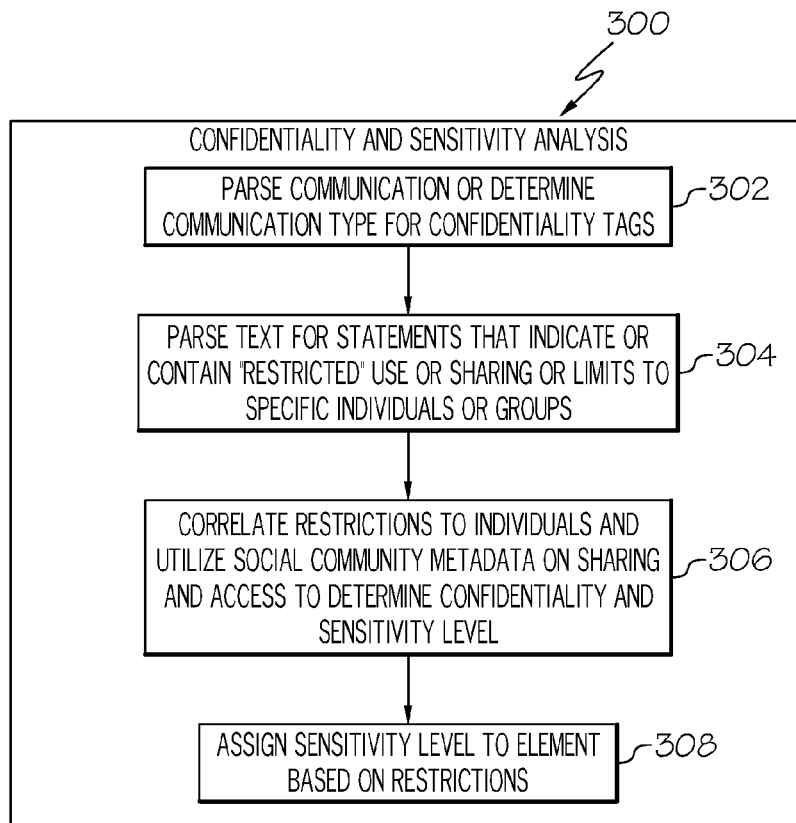 300
CONFIDENTIALITY AND SENSITIVITY ANALYSIS
PARSE COMMUNICATION OR DETERMINE
COMMUNICATION TYPE FOR CONFIDENTIALITY TAGS
302
PARSE TEXT FOR STATEMENTS THAT INDICATE OR
CONTAIN "RESTRICTED" USE OR SHARING OR LIMITS TO
SPECIFIC INDIVIDUALS OR GROUPS
304
CORRELATE RESTRICTIONS TO INDIVIDUALS AND
UTILIZE SOCIAL COMMUNITY METADATA ON SHARING
AND ACCESS TO DETERMINE CONFIDENTIALITY AND
SENSITIVITY LEVEL
306
ASSIGN SENSITIVITY LEVEL TO ELEMENT
BASED ON RESTRICTIONS
308